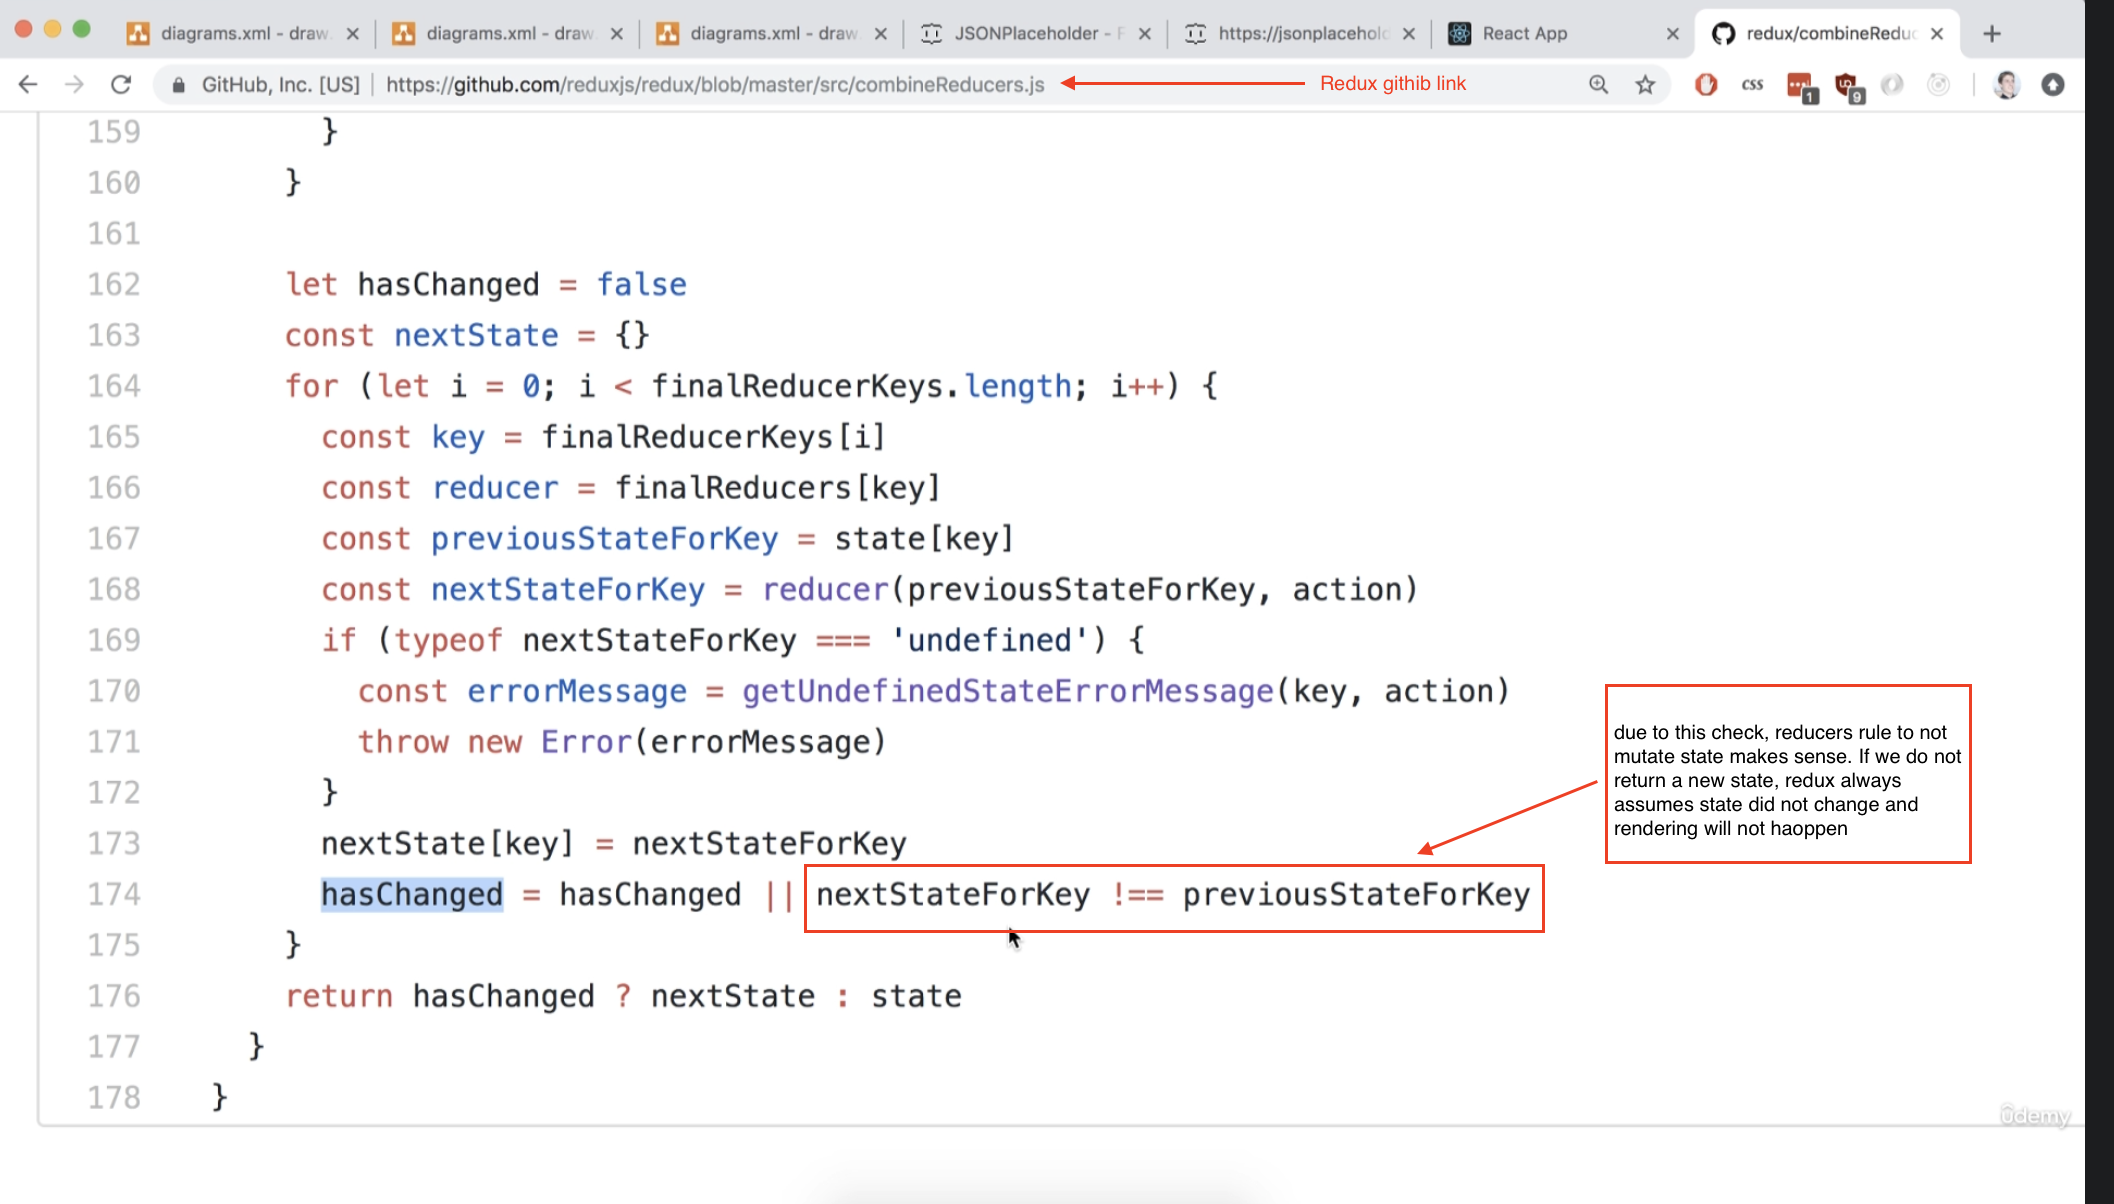 diagrams.xml - draw
diagrams.xml - draw
diagrams.xml - draw
JSONPlaceholder - F
https://jsonplacehold
React App
redux/combineReduc
GitHub, Inc. [US] | https://github.com/reduxjs/redux/blob/master/src/combineReducers.js
Redux githib link
css
1
9
159 }
160 }
161
162 let hasChanged = false
163 const nextState = {}
164 for (let i = 0; i < finalReducerKeys.length; i++) {
165 const key = finalReducerKeys[i]
166 const reducer = finalReducers[key]
167 const previousStateForKey = state[key]
168 const nextStateForKey = reducer(previousStateForKey, action)
169 if (typeof nextStateForKey === 'undefined') {
170 const errorMessage = getUndefinedStateErrorMessage(key, action)
171 throw new Error(errorMessage)
172 }
173 nextState[key] = nextStateForKey
174 hasChanged = hasChanged || nextStateForKey !== previousStateForKey
175 }
176 return hasChanged ? nextState : state
177 }
178 }
due to this check, reducers rule to not
mutate state makes sense. If we do not
return a new state, redux always
assumes state did not change and
rendering will not haoppen
ûdemy